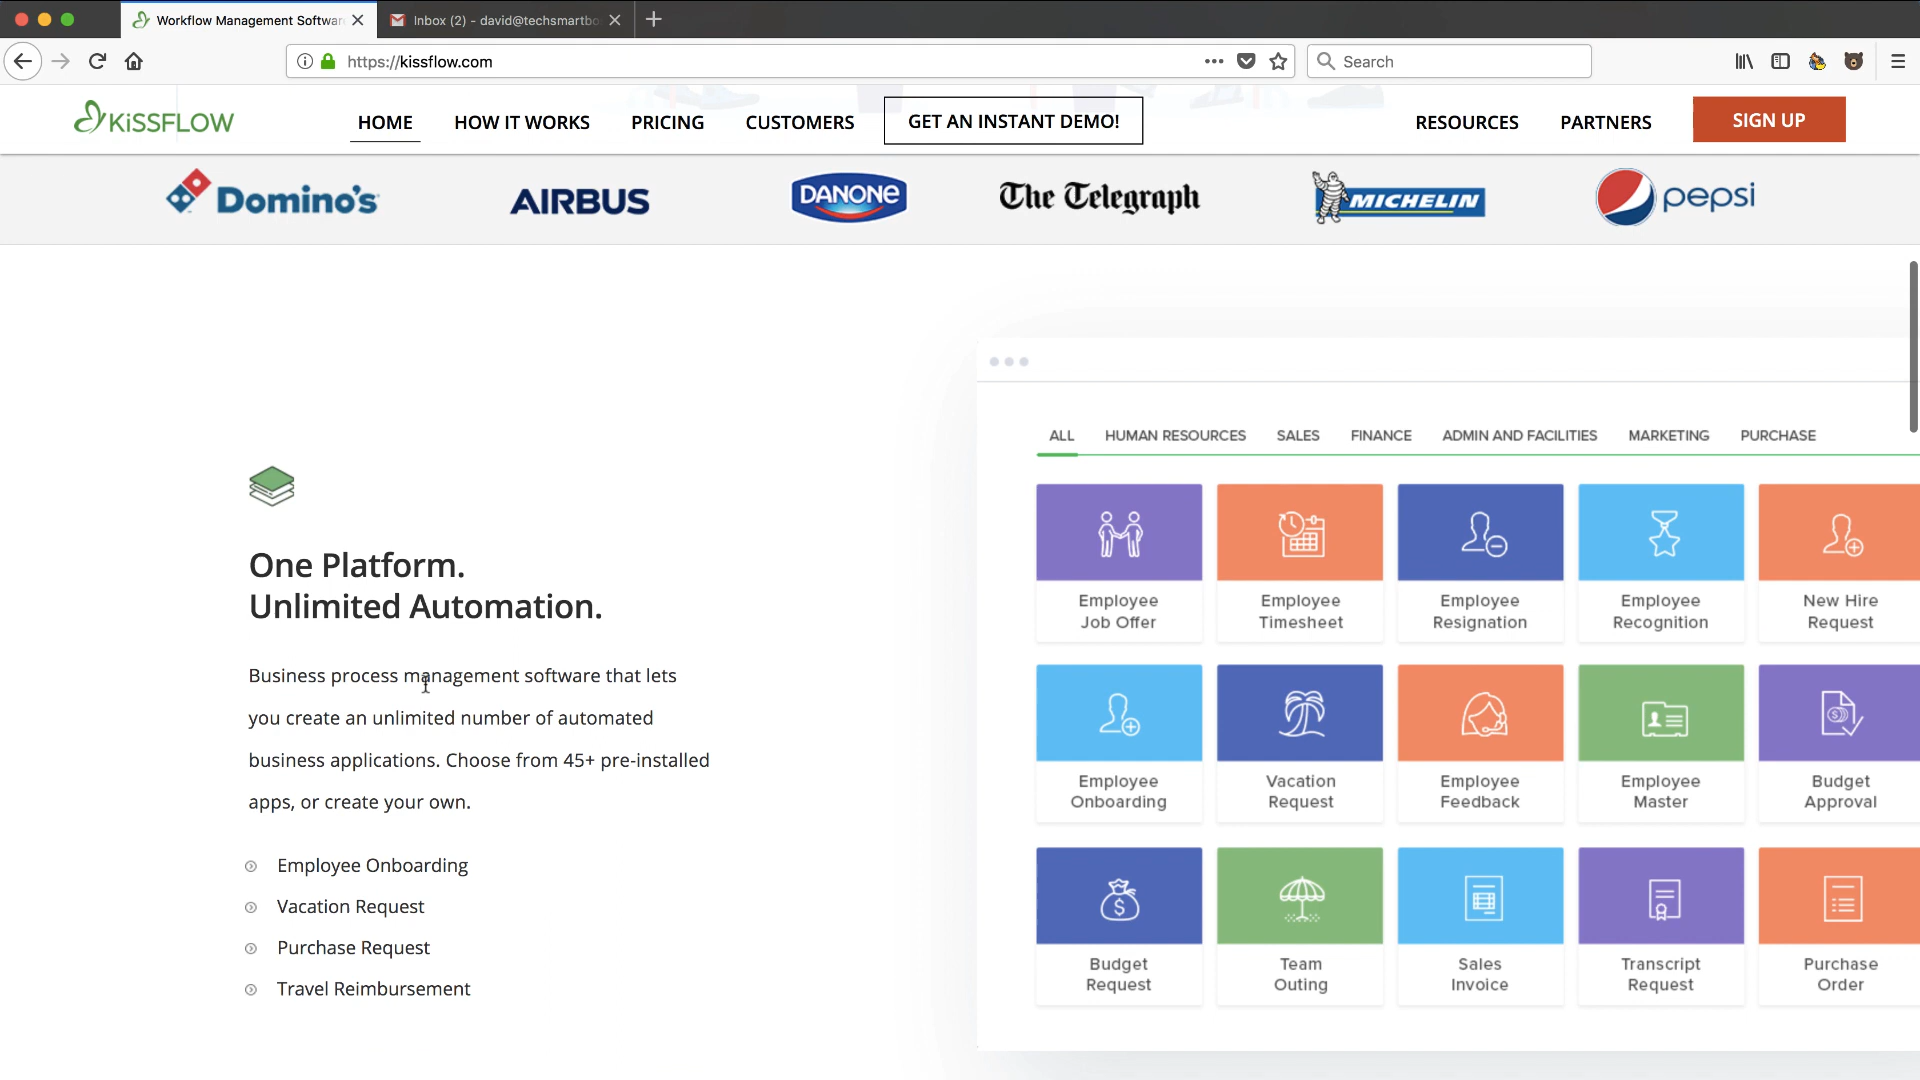 Workflow Management Softwar
Inbox (2) - david@techsmartbo
https://kissflow.com
Search
KiSSFLOW
HOME
HOW IT WORKS
PRICING
CUSTOMERS
GET AN INSTANT DEMO!
RESOURCES
PARTNERS
SIGN UP
Domino's
AIRBUS
DANONE
The Telegraph
MICHELIN
pepsi
One Platform.
Unlimited Automation.
Business process management software that lets
you create an unlimited number of automated
business applications. Choose from 45+ pre-installed
apps, or create your own.
Employee Onboarding
Vacation Request
Purchase Request
Travel Reimbursement
ALL
HUMAN RESOURCES
SALES
FINANCE
ADMIN AND FACILITIES
MARKETING
PURCHASE
Employee
Job Offer
Employee
Timesheet
Employee
Resignation
Employee
Recognition
New Hire
Request
Employee
Onboarding
Vacation
Request
Employee
Feedback
Employee
Master
Budget
Approval
Budget
Request
Team
Outing
Sales
Invoice
Transcript
Request
Purchase
Order